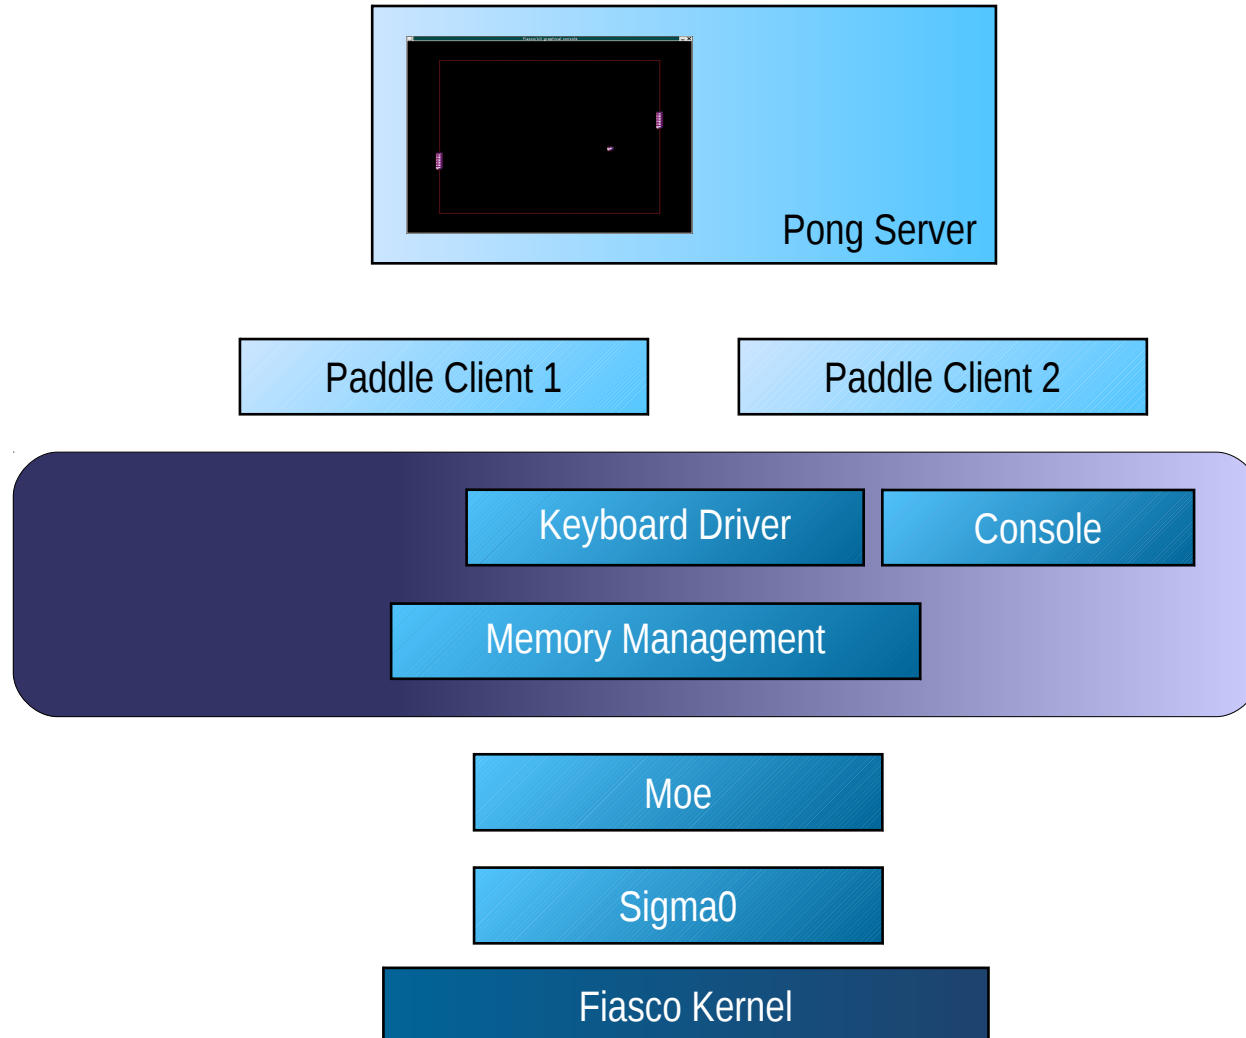 Pong Server
Paddle Client 1
Paddle Client 2
Keyboard Driver
Console
Memory Management
Moe
Sigma0
Fiasco Kernel